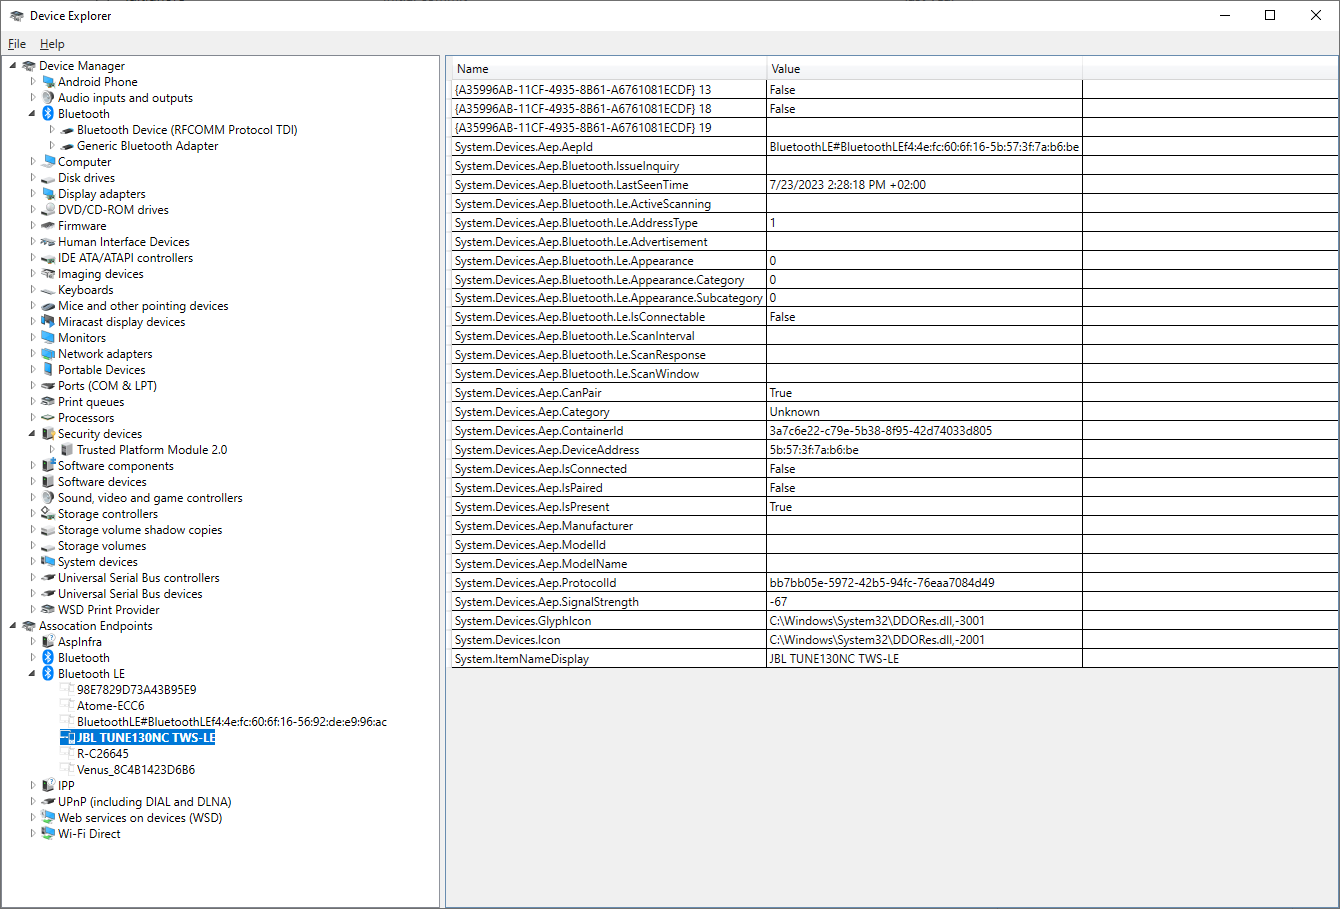 Device Explorer
File Help
Device Manager
Android Phone
Audio inputs and outputs
Bluetooth
Bluetooth Device (RFCOMM Protocol TDI)
Generic Bluetooth Adapter
Computer
Disk drives
Display adapters
DVD/CD-ROM drives
Firmware
Human Interface Devices
IDE ATA/ATAPI controllers
Imaging devices
Keyboards
Mice and other pointing devices
Miracast display devices
Monitors
Network adapters
Portable Devices
Ports (COM & LPT)
Print queues
Processors
Security devices
Trusted Platform Module 2.0
Software components
Software devices
Sound, video and game controllers
Storage controllers
Storage volume shadow copies
Storage volumes
System devices
Universal Serial Bus controllers
Universal Serial Bus devices
WSD Print Provider
Assocation Endpoints
AspInfra
Bluetooth
Bluetooth LE
98E7829D73A43B95E9
Atome-ECC6
BluetoothLE#BluetoothLEf4:4e:fc:60:6f:16-56:92:de:e9:96:ac
JBL TUNE130NC TWS-LE
R-C26645
Venus_8C4B1423D6B6
IPP
UPnP (including DIAL and DLNA)
Web services on devices (WSD)
Wi-Fi Direct
Name Value
{A35996AB-11CF-4935-8B61-A6761081ECDF} 13 False
{A35996AB-11CF-4935-8B61-A6761081ECDF} 18 False
{A35996AB-11CF-4935-8B61-A6761081ECDF} 19
System.Devices.Aep.AepId BluetoothLE#BluetoothLEf4:4e:fc:60:6f:16-5b:57:3f:7a:b6:be
System.Devices.Aep.Bluetooth.IssueInquiry
System.Devices.Aep.Bluetooth.LastSeenTime 7/23/2023 2:28:18 PM +02:00
System.Devices.Aep.Bluetooth.Le.ActiveScanning
System.Devices.Aep.Bluetooth.Le.AddressType 1
System.Devices.Aep.Bluetooth.Le.Advertisement
System.Devices.Aep.Bluetooth.Le.Appearance 0
System.Devices.Aep.Bluetooth.Le.Appearance.Category 0
System.Devices.Aep.Bluetooth.Le.Appearance.Subcategory 0
System.Devices.Aep.Bluetooth.Le.IsConnectable False
System.Devices.Aep.Bluetooth.Le.ScanInterval
System.Devices.Aep.Bluetooth.Le.ScanResponse
System.Devices.Aep.Bluetooth.Le.ScanWindow
System.Devices.Aep.CanPair True
System.Devices.Aep.Category Unknown
System.Devices.Aep.ContainerId 3a7c6e22-c79e-5b38-8f95-42d74033d805
System.Devices.Aep.DeviceAddress 5b:57:3f:7a:b6:be
System.Devices.Aep.IsConnected False
System.Devices.Aep.IsPaired False
System.Devices.Aep.IsPresent True
System.Devices.Aep.Manufacturer
System.Devices.Aep.ModelId
System.Devices.Aep.ModelName
System.Devices.Aep.ProtocolId bb7bb05e-5972-42b5-94fc-76eaa7084d49
System.Devices.Aep.SignalStrength -67
System.Devices.GlyphIcon C:\Windows\System32\DDORes.dll,-3001
System.Devices.Icon C:\Windows\System32\DDORes.dll,-2001
System.ItemNameDisplay JBL TUNE130NC TWS-LE